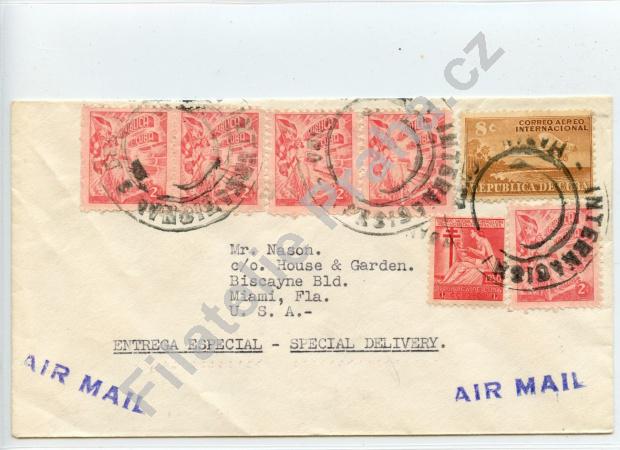 8c CORREO AEREO
INTERNACIONAL
REPUBLICA DE CUBA
2c
Mr. Nason.
c/o. House & Garden.
Biscayne Bld.
Miami, Fla.
U. S. A.-
ENTREGA ESPECIAL - SPECIAL DELIVERY.
AIR MAIL
AIR MAIL
Filatelie Praha.cz